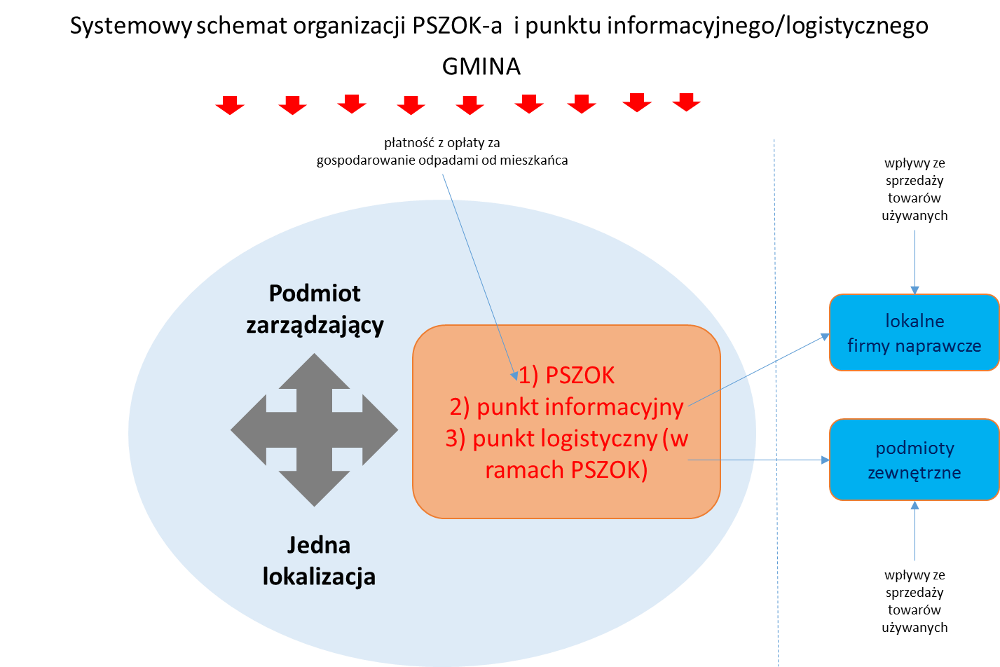 Systemowy schemat organizacji PSZOK-a i punktu informacyjnego/logistycznego
GMINA
płatność z opłaty za
gospodarowanie odpadami od mieszkańca
wpływy ze
sprzedaży
towarów
używanych
Podmiot
zarządzający
1) PSZOK
2) punkt informacyjny
3) punkt logistyczny (w
ramach PSZOK)
lokalne
firmy naprawcze
podmioty
zewnętrzne
Jedna
lokalizacja
wpływy ze
sprzedaży
towarów
używanych